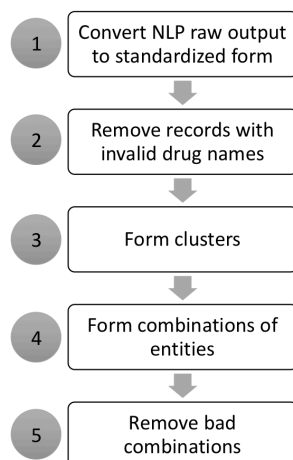 1
Convert NLP raw output
to standardized form
2
Remove records with
invalid drug names
3
Form clusters
4
Form combinations of
entities
5
Remove bad
combinations